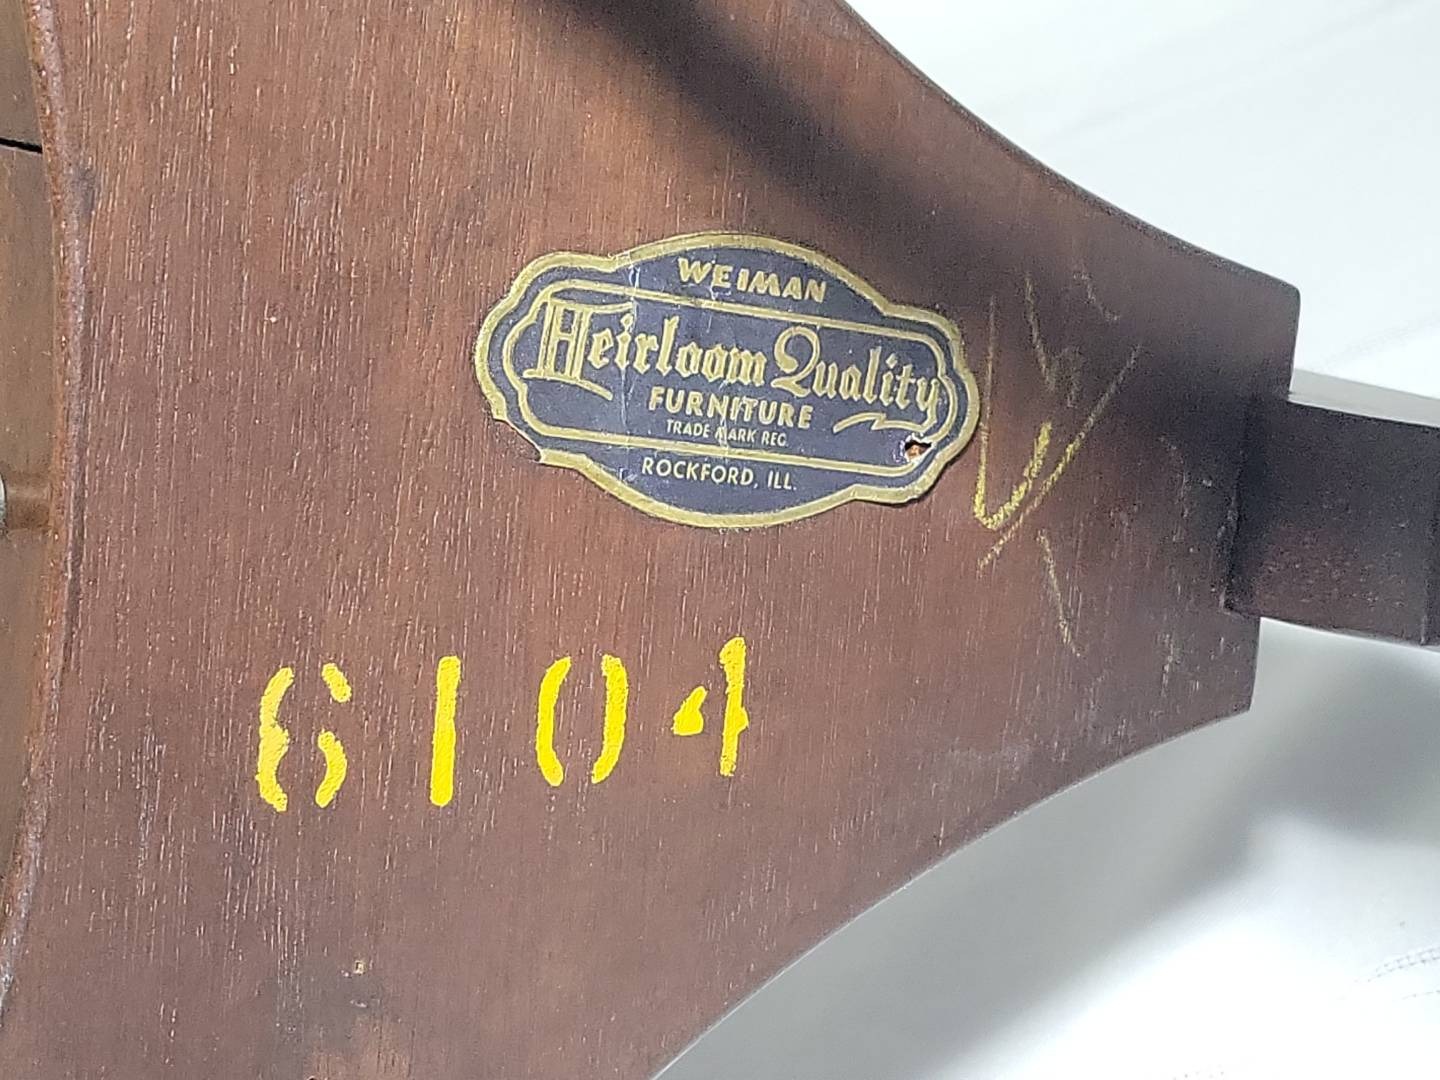 WEIMAN
Heirloom Quality
FURNITURE
TRADE MARK REG.
ROCKFORD, ILL.
6104